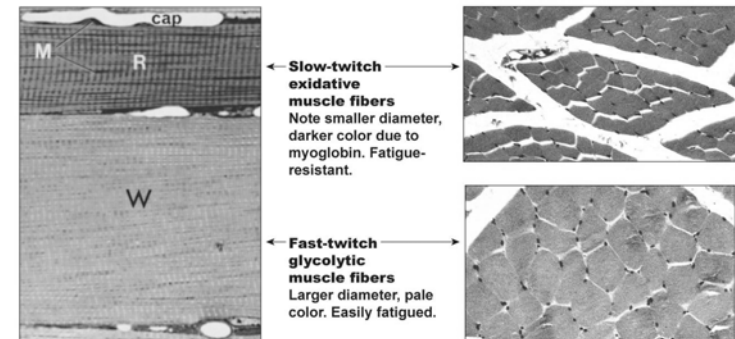 cap
M
R
W
Slow-twitch
exidative
muscle fibers
Note smaller diameter,
darker color due to
myoglobin. Fatigue-
resistant.
Fast-twitch
glycolytic
muscle fibers
Larger diameter, pale
color. Easily fatigued.